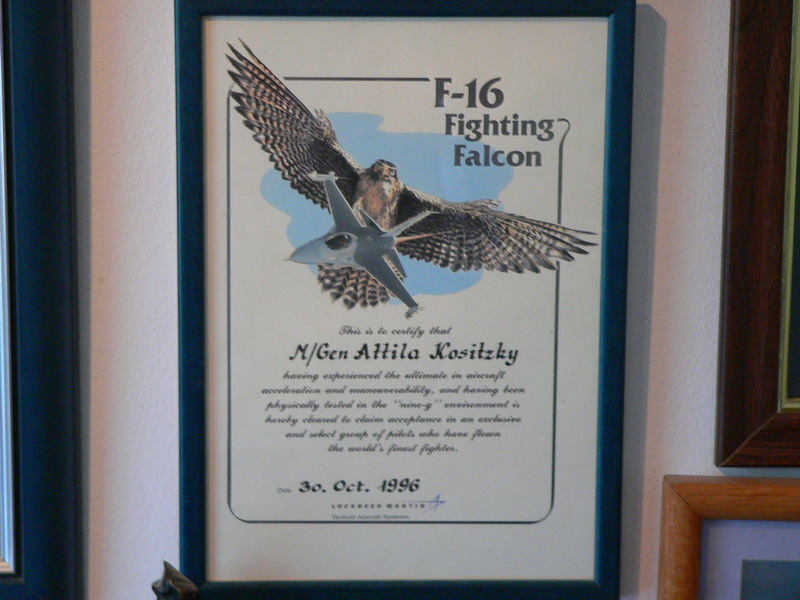 F-16
Fighting
Falcon
This is to certify that
M/Gen Attila Kositzky
having experienced the ultimate in aircraft
acceleration and maneuverability, and having been
physically tested in the "nine-g" environment is
hereby cleared to claim acceptance in an exclusive
and select group of pilots who have flown
the world's finest fighter.
Date 30. Oct. 1996
LOCKHEED MARTIN
Tactical Aircraft Systems